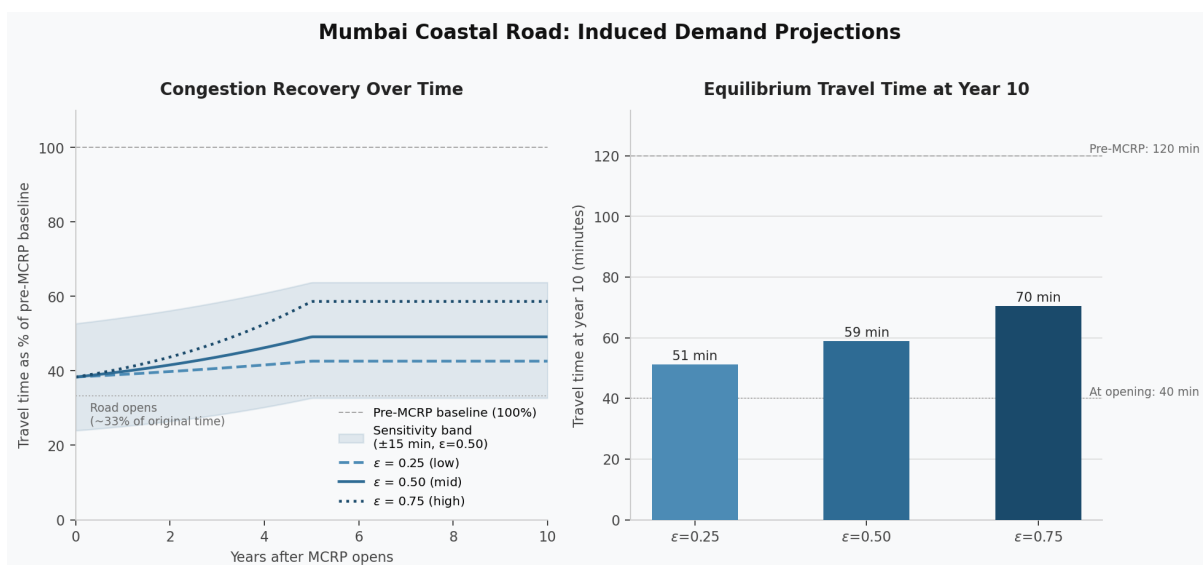 Mumbai Coastal Road: Induced Demand Projections
Congestion Recovery Over Time
Travel time as % of pre-MCRP baseline
100
80
60
40
20
0
Road opens
(~33% of original time)
Pre-MCRP baseline (100%)
Sensitivity band
(±15 min, ε=0.50)
ε = 0.25 (low)
ε = 0.50 (mid)
ε = 0.75 (high)
0 2 4 6 8 10
Years after MCRP opens
Equilibrium Travel Time at Year 10
Travel time at year 10 (minutes)
120
100
80
60
40
20
0
Pre-MCRP: 120 min
At opening: 40 min
51 min
59 min
70 min
ε=0.25 ε=0.50 ε=0.75